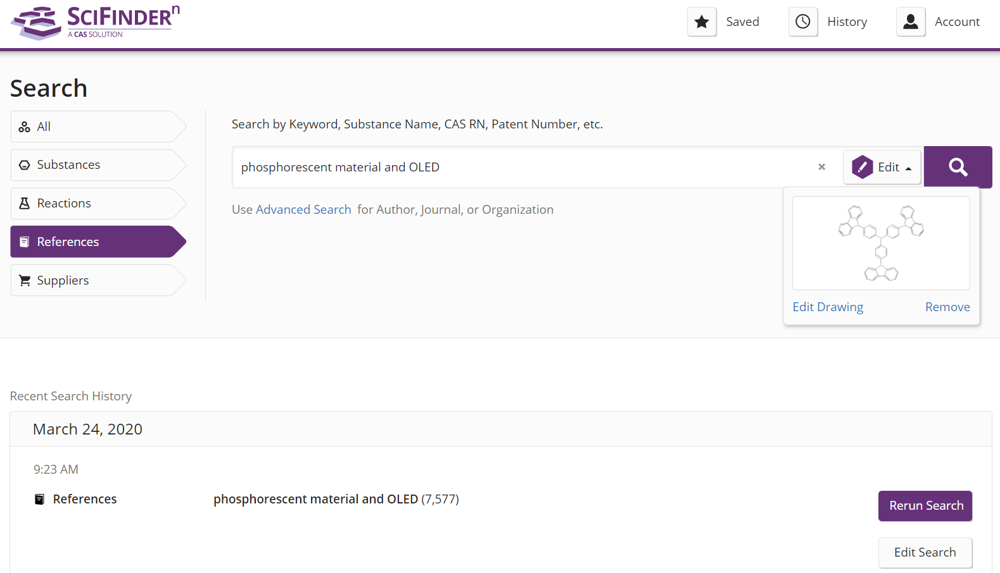 SCIFINDERⁿ
A CAS SOLUTION
Saved
History
Account
Search
All
Substances
Reactions
References
Suppliers
Search by Keyword, Substance Name, CAS RN, Patent Number, etc.
phosphorescent material and OLED
Edit
Use Advanced Search for Author, Journal, or Organization
Edit Drawing
Remove
Recent Search History
March 24, 2020
9:23 AM
References
phosphorescent material and OLED (7,577)
Rerun Search
Edit Search